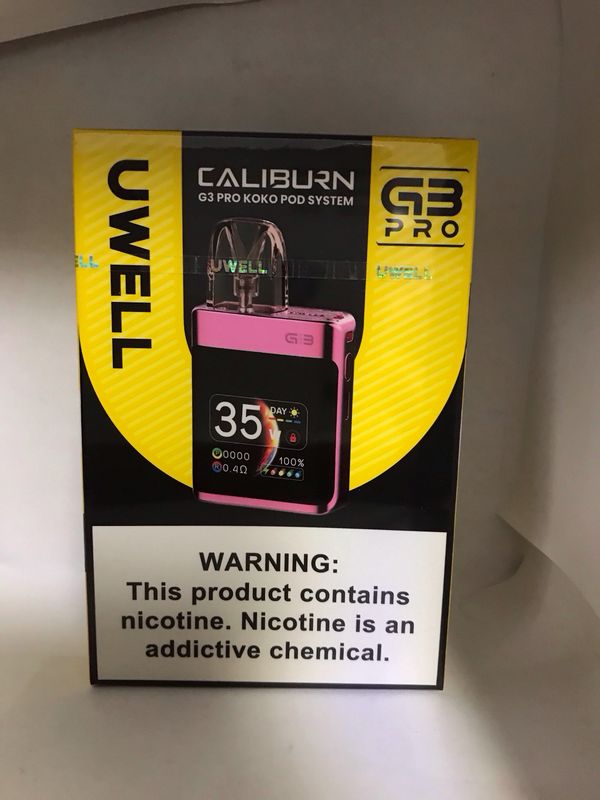 UWELL
CALIBURN
G3 PRO KOKO POD SYSTEM
G3
PRO
ELL
UWELL
UWELL
G3
35
DAY
0000
100%
0.4Ω
WARNING:
This product contains
nicotine. Nicotine is an
addictive chemical.